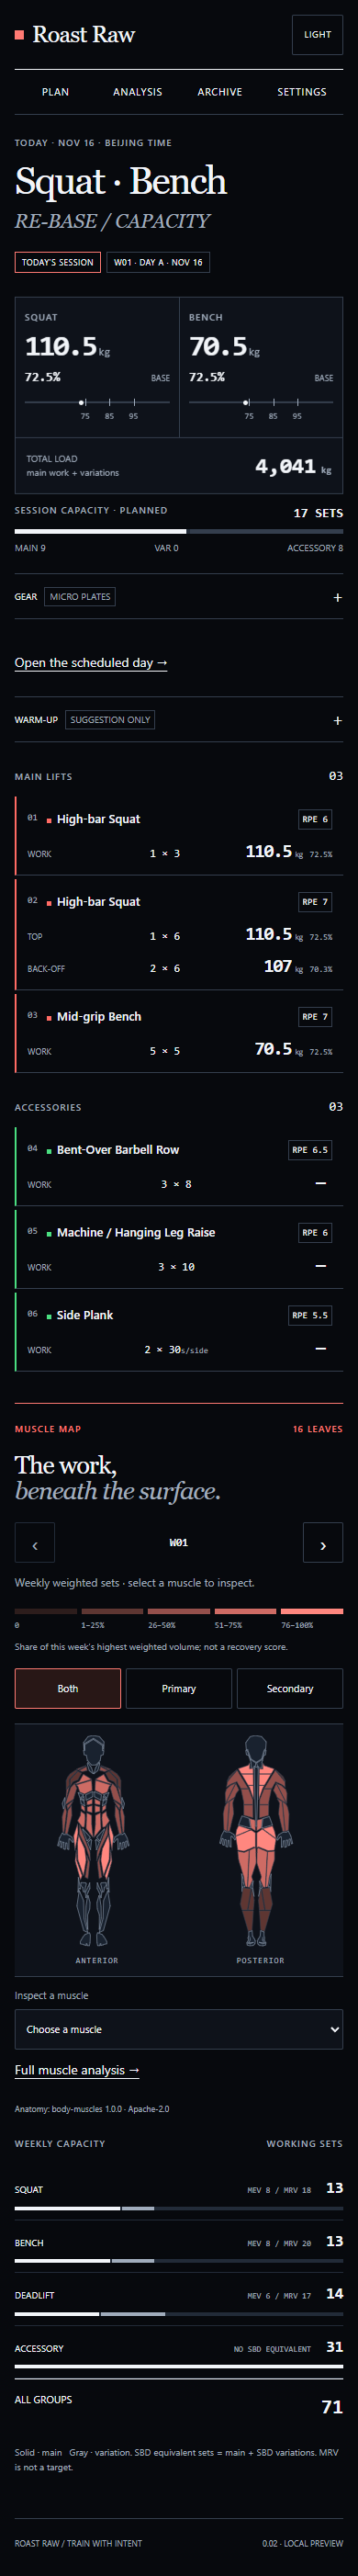 Roast Raw
LIGHT
PLAN ANALYSIS ARCHIVE SETTINGS
TODAY · NOV 16 · BEIJING TIME
Squat · Bench
RE-BASE / CAPACITY
TODAY'S SESSION W01 · DAY A · NOV 16
SQUAT BENCH
110.5 kg 70.5 kg
72.5% BASE 72.5% BASE
75 85 95 75 85 95
TOTAL LOAD
main work + variations
4,041 kg
SESSION CAPACITY · PLANNED 17 SETS
MAIN 9 VAR 0 ACCESSORY 8
GEAR MICRO PLATES +
Open the scheduled day →
WARM-UP SUGGESTION ONLY +
MAIN LIFTS 03
01 High-bar Squat RPE 6
WORK 1 × 3 110.5 kg 72.5%
02 High-bar Squat RPE 7
TOP 1 × 6 110.5 kg 72.5%
BACK-OFF 2 × 6 107 kg 70.3%
03 Mid-grip Bench RPE 7
WORK 5 × 5 70.5 kg 72.5%
ACCESSORIES 03
04 Bent-Over Barbell Row RPE 6.5
WORK 3 × 8 —
05 Machine / Hanging Leg Raise RPE 6
WORK 3 × 10 —
06 Side Plank RPE 5.5
WORK 2 × 30s/side —
MUSCLE MAP 16 LEAVES
The work,
beneath the surface.
‹ W01 ›
Weekly weighted sets · select a muscle to inspect.
0 1–25% 26–50% 51–75% 76–100%
Share of this week's highest weighted volume; not a recovery score.
Both Primary Secondary
ANTERIOR POSTERIOR
Inspect a muscle
Choose a muscle
Full muscle analysis →
Anatomy: body-muscles 1.0.0 · Apache-2.0
WEEKLY CAPACITY WORKING SETS
SQUAT MEV 8 / MRV 18 13
BENCH MEV 8 / MRV 20 13
DEADLIFT MEV 6 / MRV 17 14
ACCESSORY NO SBD EQUIVALENT 31
ALL GROUPS 71
Solid · main Gray · variation. SBD equivalent sets = main + SBD variations. MRV
is not a target.
ROAST RAW / TRAIN WITH INTENT 0.02 · LOCAL PREVIEW